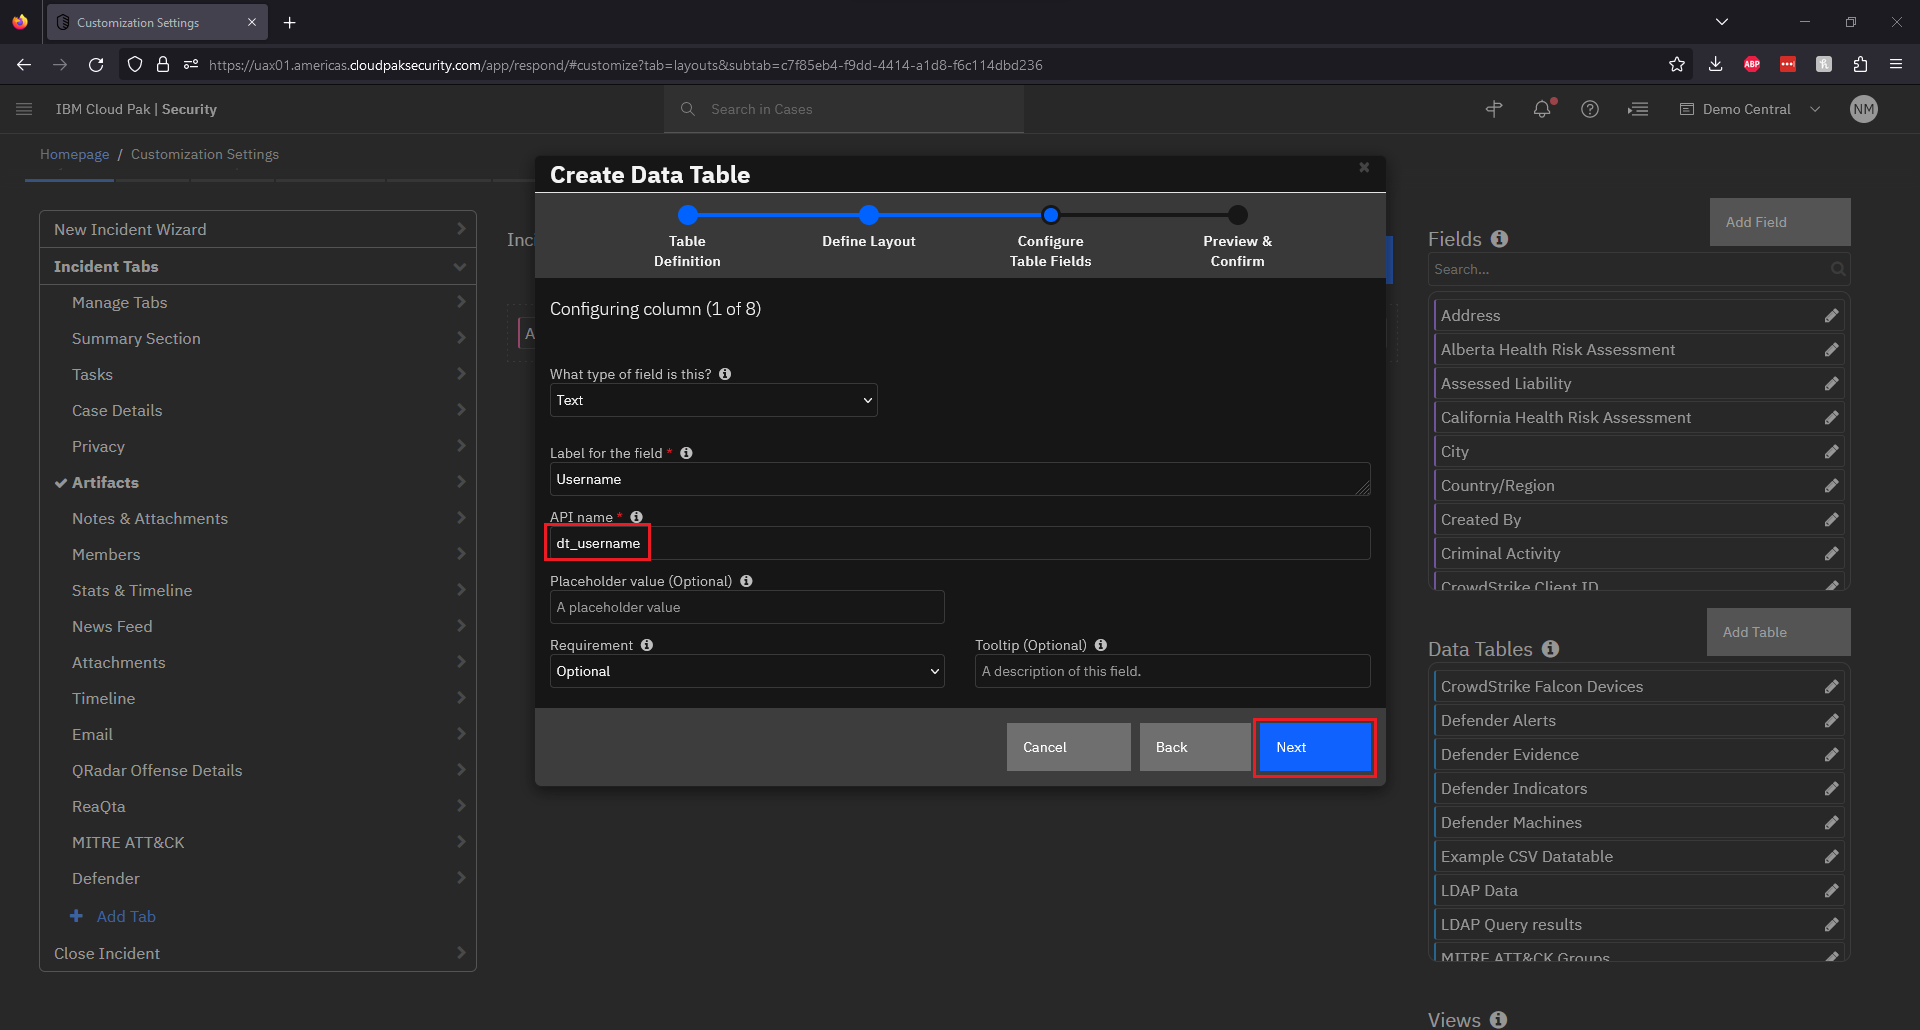 Customization Settings
https://uax01.americas.cloudpaksecurity.com/app/respond/#customize?tab=layouts&subtab=c7f85eb4-f9dd-4414-a1d8-f6c114dbd236
ABP
IBM Cloud Pak | Security
Search in Cases
Demo Central
NM
Homepage / Customization Settings
New Incident Wizard
Incident Tabs
Manage Tabs
Summary Section
Tasks
Case Details
Privacy
Artifacts
Notes & Attachments
Members
Stats & Timeline
News Feed
Attachments
Timeline
Email
QRadar Offense Details
ReaQta
MITRE ATT&CK
Defender
Add Tab
Close Incident
Inc
A
Create Data Table
Table Definition
Define Layout
Configure Table Fields
Preview & Confirm
Configuring column (1 of 8)
What type of field is this?
Text
Label for the field *
Username
API name *
dt_username
Placeholder value (Optional)
A placeholder value
Requirement
Optional
Tooltip (Optional)
A description of this field.
Cancel
Back
Next
Fields
Add Field
Search...
Address
Alberta Health Risk Assessment
Assessed Liability
California Health Risk Assessment
City
Country/Region
Created By
Criminal Activity
CrowdStrike Client ID
Data Tables
Add Table
CrowdStrike Falcon Devices
Defender Alerts
Defender Evidence
Defender Indicators
Defender Machines
Example CSV Datatable
LDAP Data
LDAP Query results
MITRE ATT&CK Groups
Views